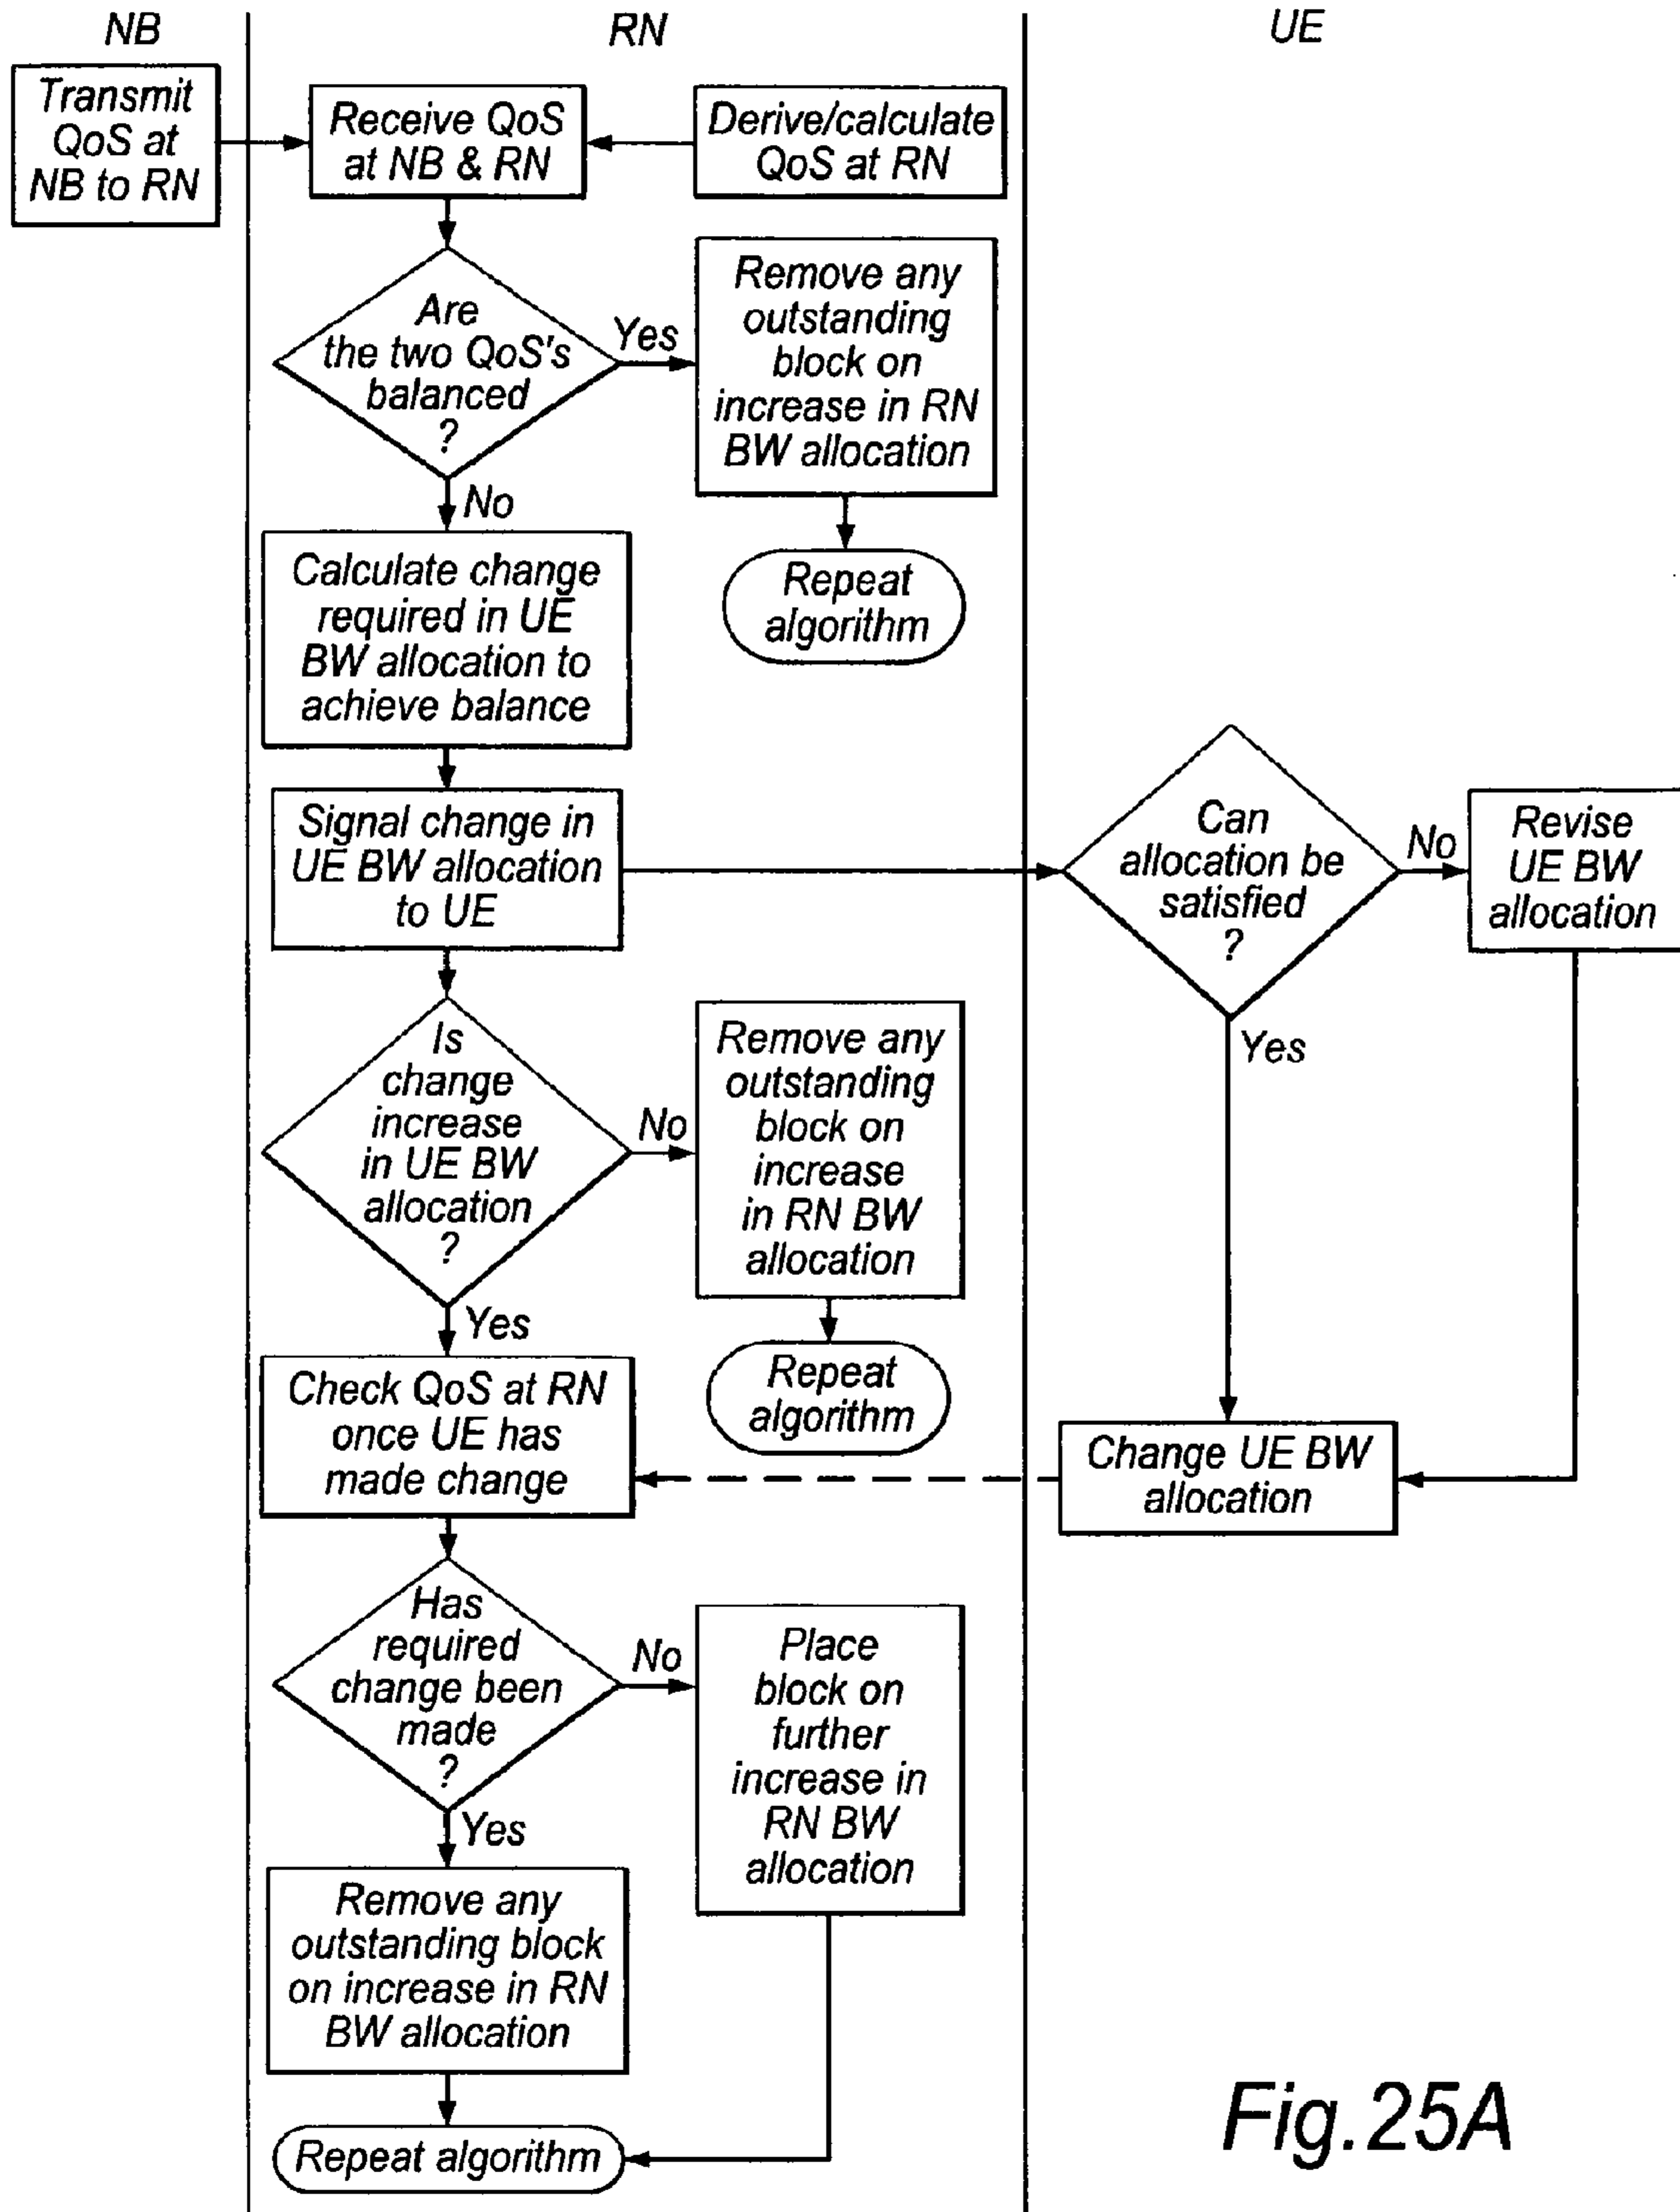 NB
RN
UE
Transmit
QoS at
NB to RN
Receive QoS
at NB & RN
Derive/calculate
QoS at RN
Are
the two QoS's
balanced
?
Yes
Remove any
outstanding
block on
increase in RN
BW allocation
No
Repeat
algorithm
Calculate change
required in UE
BW allocation to
achieve balance
Signal change in
UE BW allocation
to UE
Can
allocation be
satisfied
?
No
Revise
UE BW
allocation
Yes
Is
change
increase
in UE BW
allocation
?
No
Remove any
outstanding
block on
increase
in RN BW
allocation
Yes
Repeat
algorithm
Check QoS at RN
once UE has
made change
Change UE BW
allocation
Has
required
change been
made
?
No
Place
block on
further
increase in
RN BW
allocation
Yes
Remove any
outstanding block
on increase in RN
BW allocation
Repeat algorithm
Fig.25A